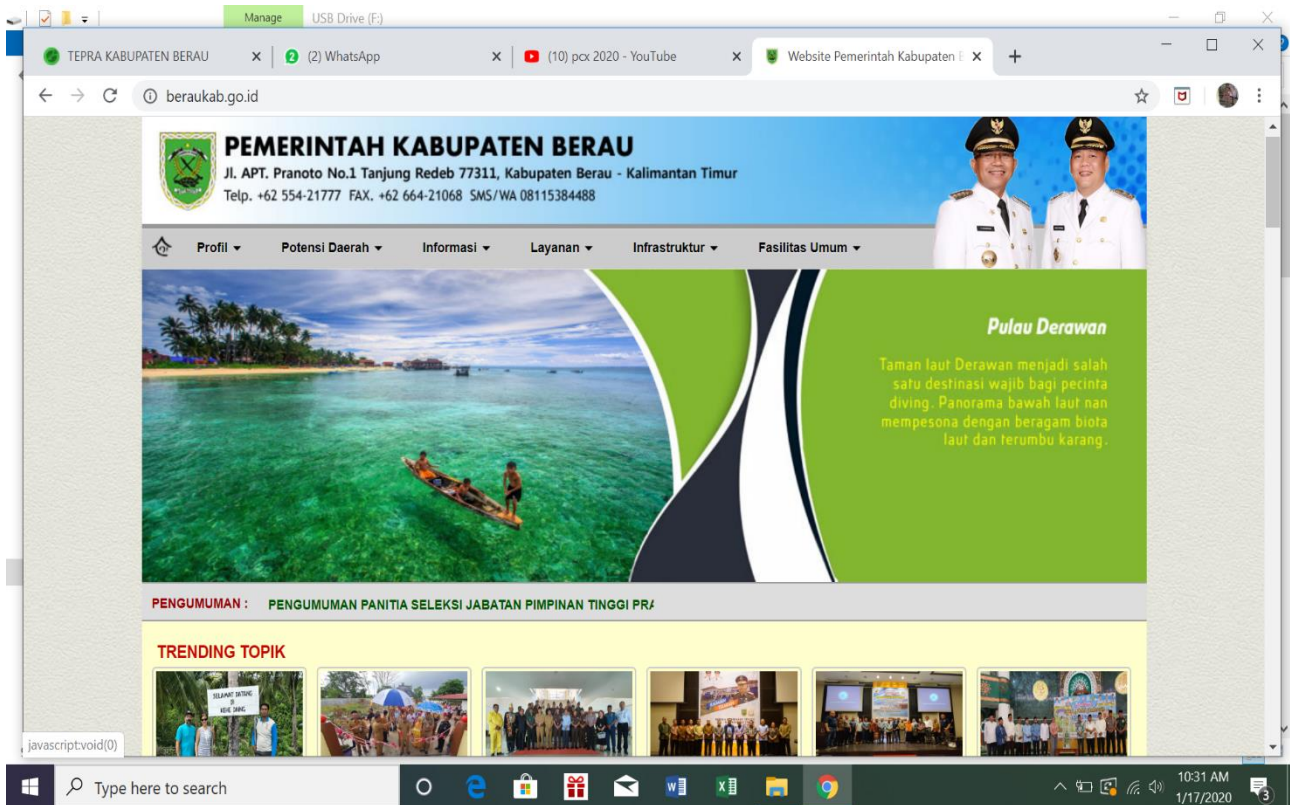 Manage USB Drive (F:)
TEPRA KABUPATEN BERAU
(2) WhatsApp
(10) pcx 2020 - YouTube
Website Pemerintah Kabupaten B
beraukab.go.id
PEMERINTAH KABUPATEN BERAU
Jl. APT. Pranoto No.1 Tanjung Redeb 77311, Kabupaten Berau - Kalimantan Timur
Telp. +62 554-21777 FAX. +62 664-21068 SMS/WA 08115384488
Profil Potensi Daerah Informasi Layanan Infrastruktur Fasilitas Umum
Pulau Derawan
Taman laut Derawan menjadi salah
satu destinasi wajib bagi pecinta
diving. Panorama bawah laut nan
mempesona dengan beragam biota
laut dan terumbu karang.
PENGUMUMAN : PENGUMUMAN PANITIA SELEKSI JABATAN PIMPINAN TINGGI PRA
TRENDING TOPIK
SELAMAT DATANG
DI
javascript:void(0)
Type here to search
10:31 AM
1/17/2020
3